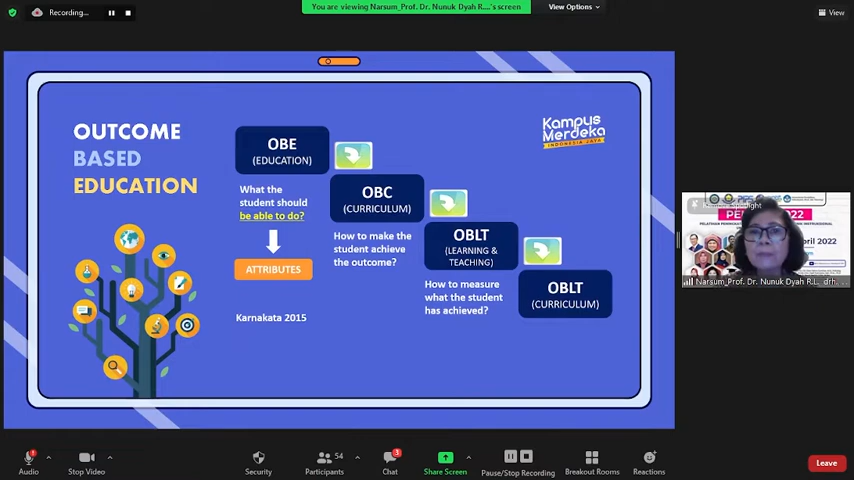 Recording...
You are viewing Narsum_Prof. Dr. Nunuk Dyah R....'s screen
View Options
View
OUTCOME
BASED
EDUCATION
OBE
(EDUCATION)
What the
student should
be able to do?
ATTRIBUTES
Karnakata 2015
OBC
(CURRICULUM)
How to make the
student achieve
the outcome?
OBLT
(LEARNING &
TEACHING)
How to measure
what the student
has achieved?
OBLT
(CURRICULUM)
Kampus
Merdeka
INDONESIA JAYA
Spotlight
2022
April 2022
Narsum_Prof. Dr. Nunuk Dyah R.L., drh. ...
Audio
Stop Video
Security
54
Participants
3
Chat
Share Screen
Pause/Stop Recording
Breakout Rooms
Reactions
Leave